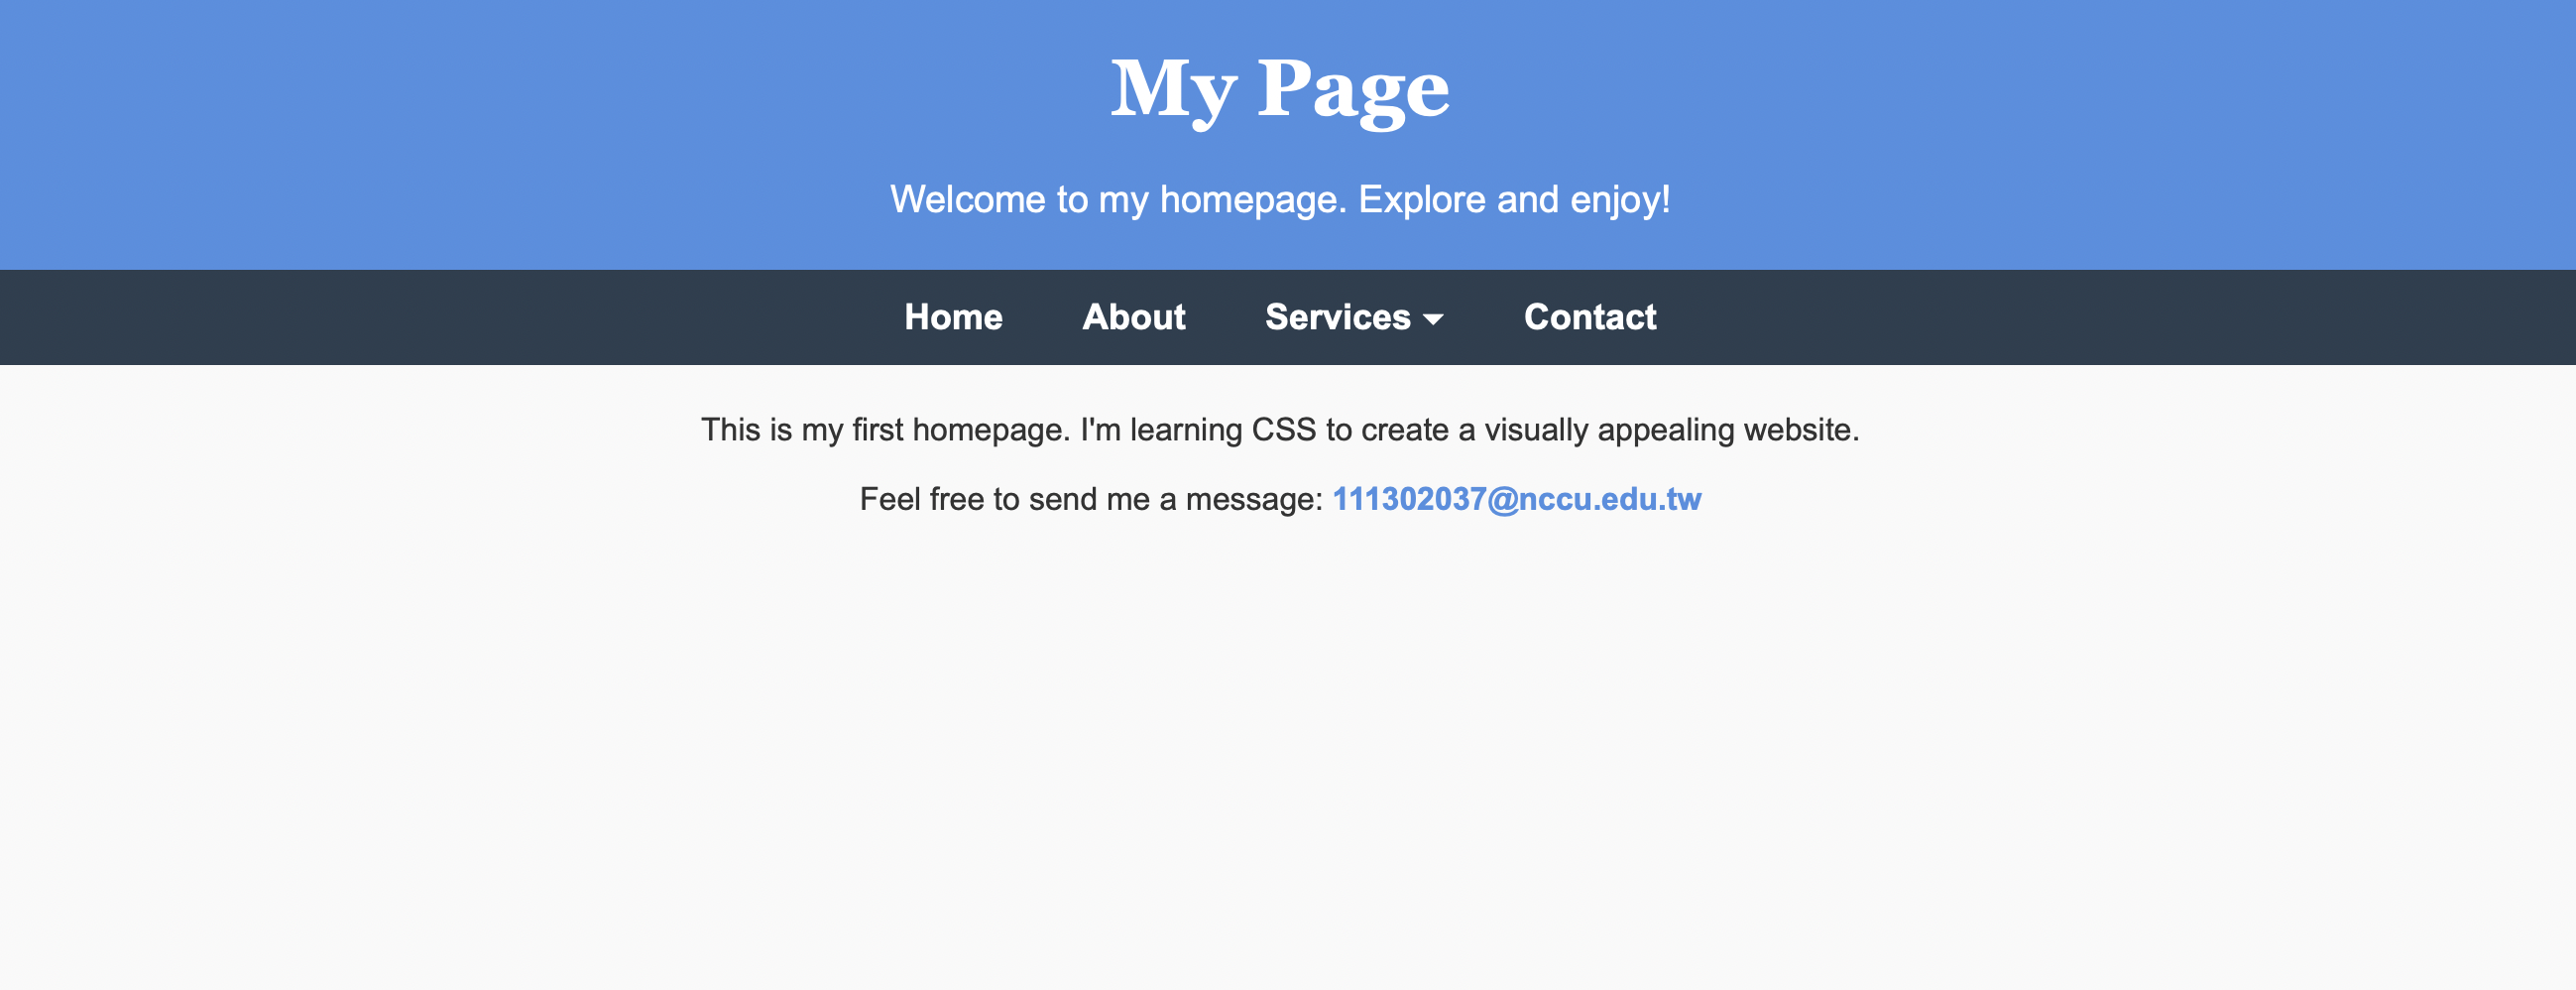 My Page
Welcome to my homepage. Explore and enjoy!
Home About Services Contact
This is my first homepage. I'm learning CSS to create a visually appealing website.
Feel free to send me a message: 111302037@nccu.edu.tw